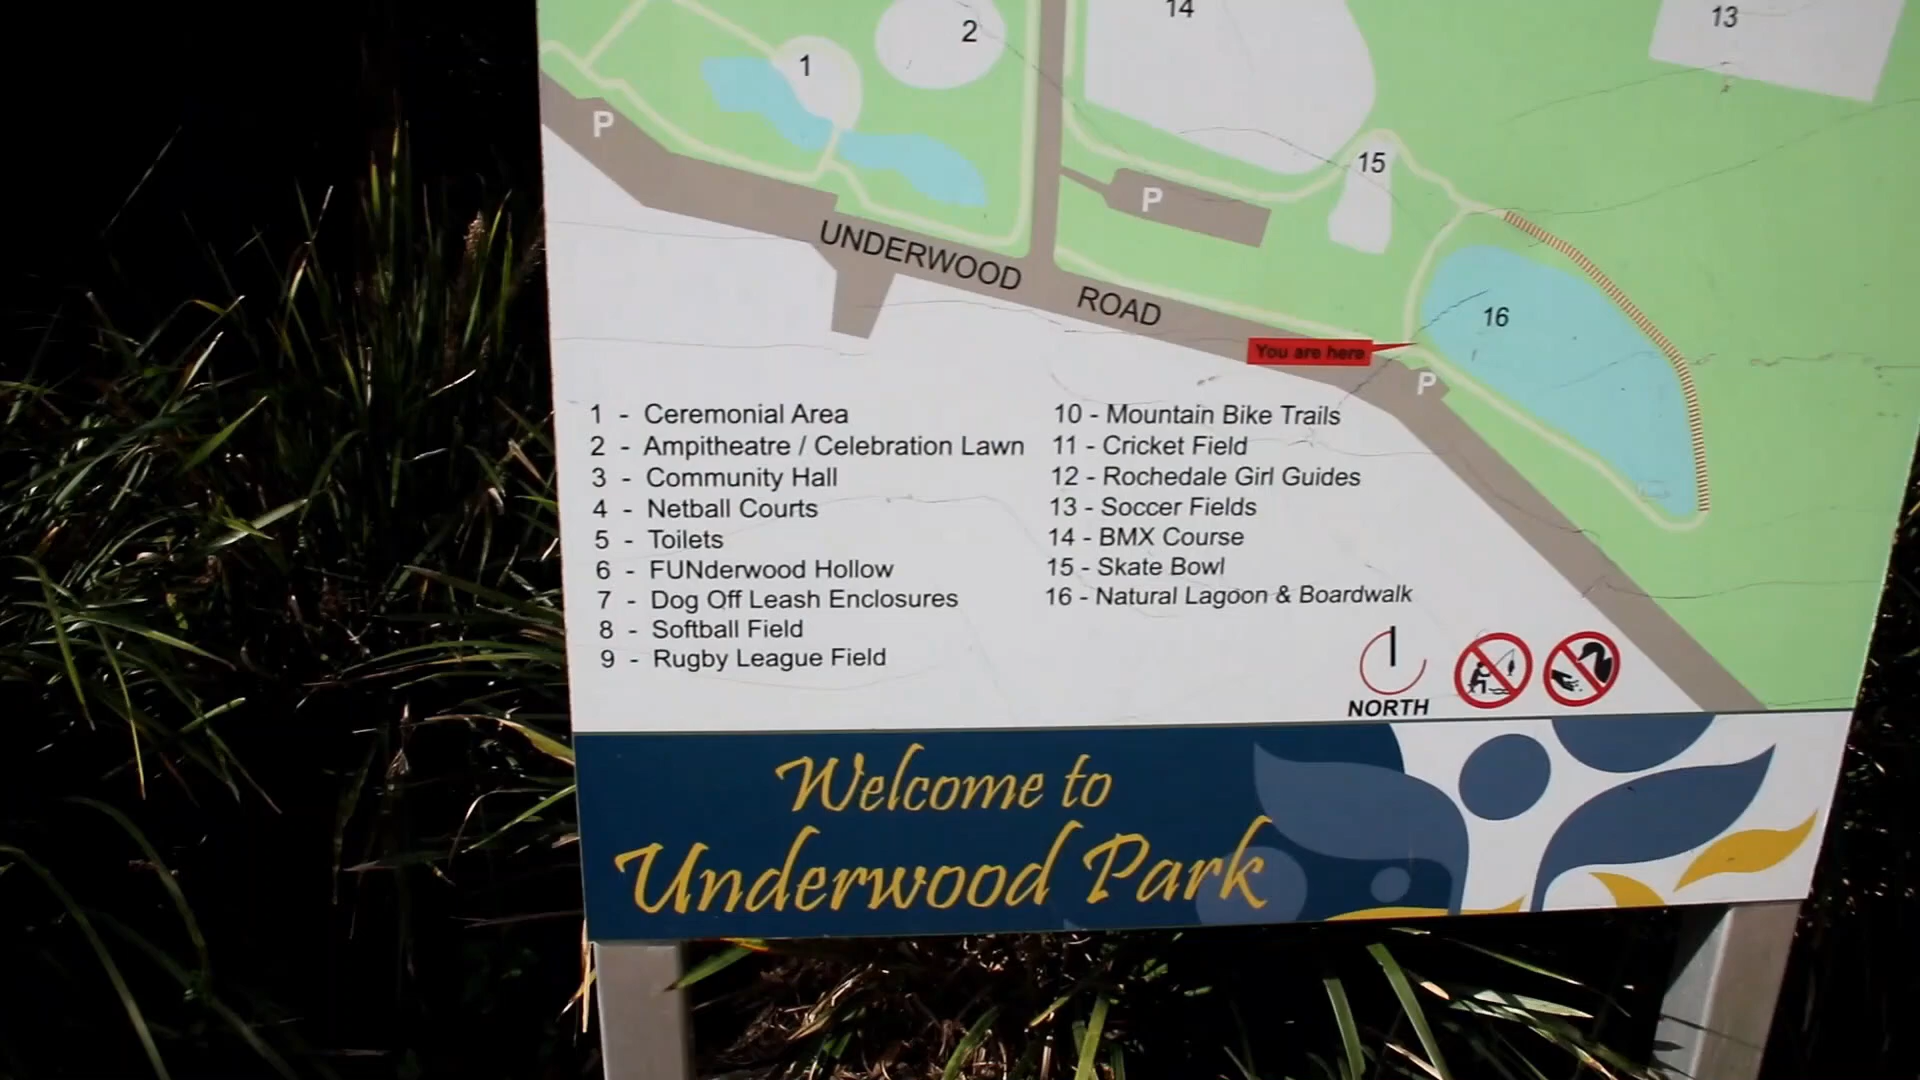 14
13
2
1
P
15
P
UNDERWOOD ROAD
16
You are here
P
1 - Ceremonial Area
2 - Ampitheatre / Celebration Lawn
3 - Community Hall
4 - Netball Courts
5 - Toilets
6 - FUNderwood Hollow
7 - Dog Off Leash Enclosures
8 - Softball Field
9 - Rugby League Field
10 - Mountain Bike Trails
11 - Cricket Field
12 - Rochedale Girl Guides
13 - Soccer Fields
14 - BMX Course
15 - Skate Bowl
16 - Natural Lagoon & Boardwalk
NORTH
Welcome to
Underwood Park